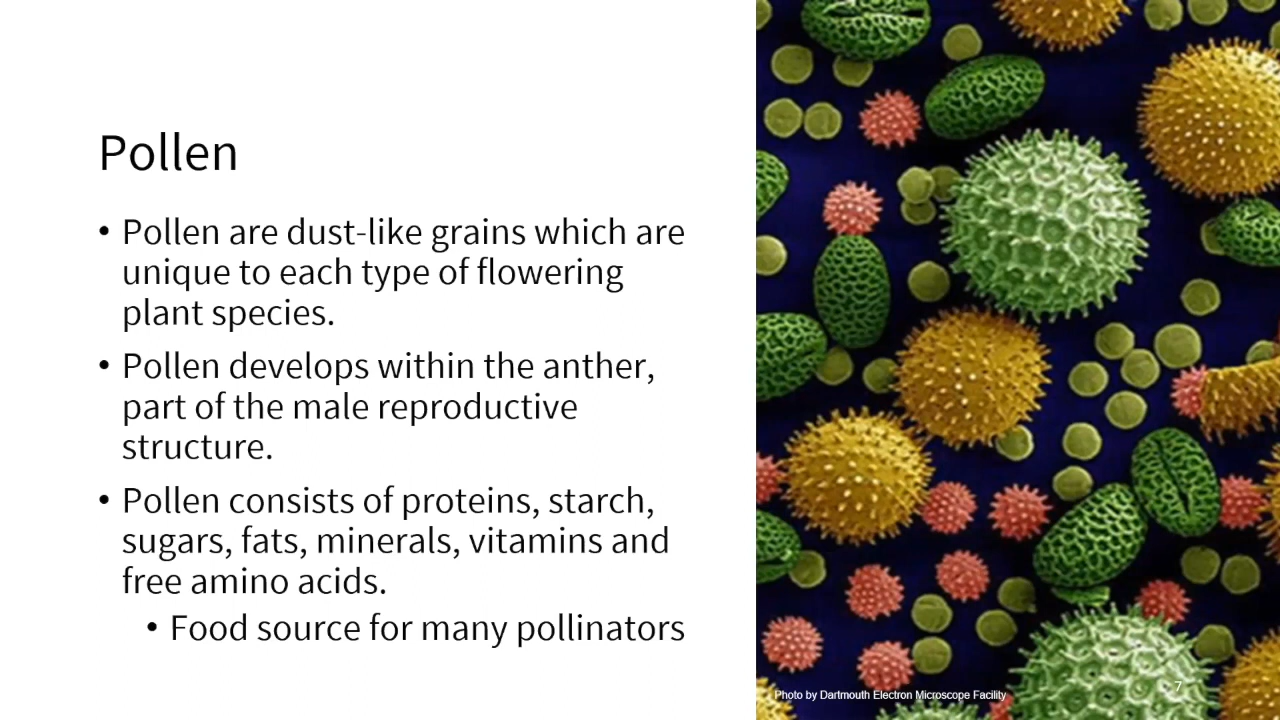 Pollen
• Pollen are dust-like grains which are
unique to each type of flowering
plant species.
• Pollen develops within the anther,
part of the male reproductive
structure.
• Pollen consists of proteins, starch,
sugars, fats, minerals, vitamins and
free amino acids.
• Food source for many pollinators
Photo by Dartmouth Electron Microscope Facility
7